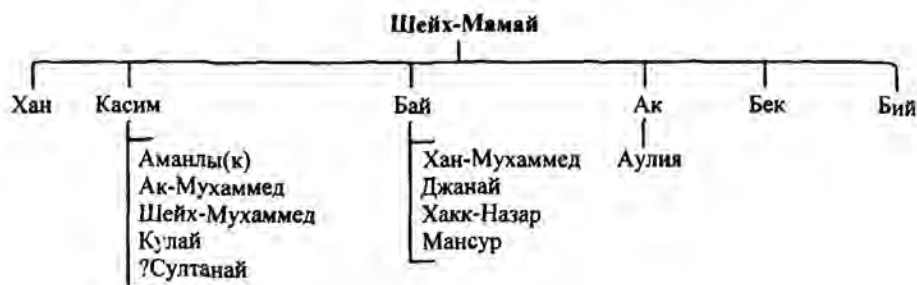 Шейх-Мамай
Хан Касим Бай Ак Бек Бий
Аманлы(к)
Ак-Мухаммед
Шейх-Мухаммед
Кулай
?Султанай
Хан-Мухаммед
Джанай
Хакк-Назар
Мансур
Аулия